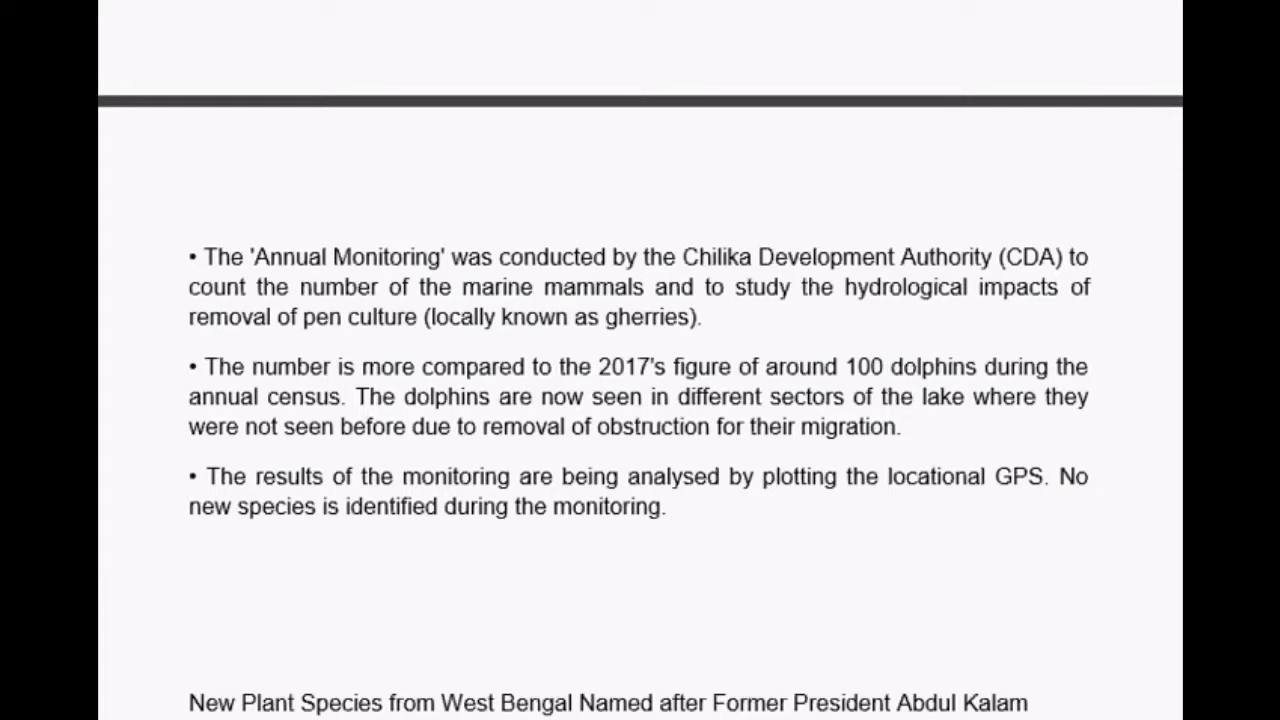 • The 'Annual Monitoring' was conducted by the Chilika Development Authority (CDA) to
count the number of the marine mammals and to study the hydrological impacts of
removal of pen culture (locally known as gherries).
• The number is more compared to the 2017's figure of around 100 dolphins during the
annual census. The dolphins are now seen in different sectors of the lake where they
were not seen before due to removal of obstruction for their migration.
• The results of the monitoring are being analysed by plotting the locational GPS. No
new species is identified during the monitoring.
New Plant Species from West Bengal Named after Former President Abdul Kalam